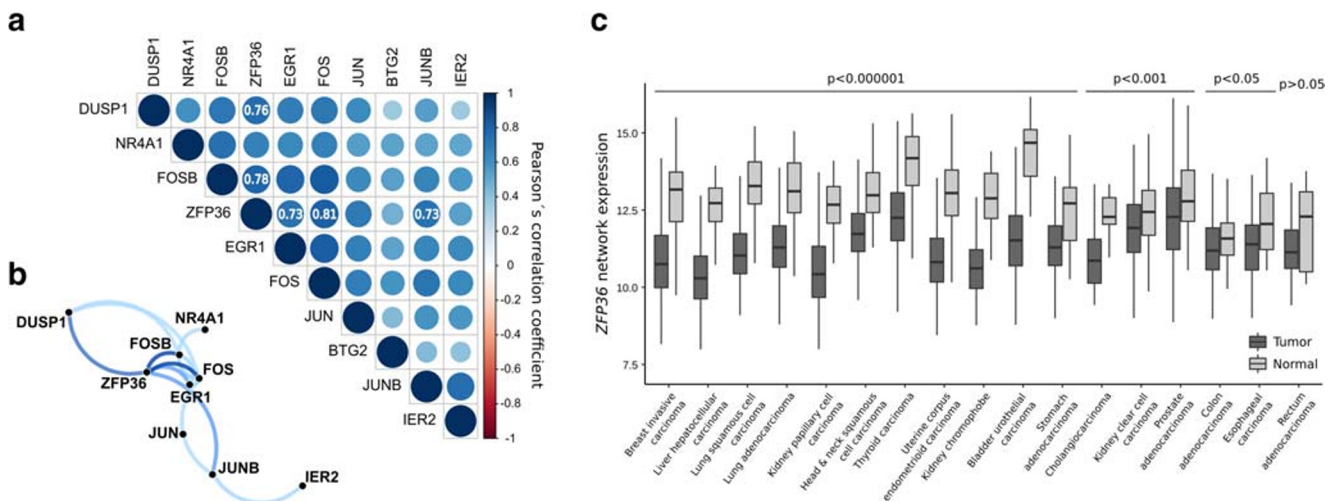 a
DUSP1
NR4A1
FOSB
ZFP36
EGR1
FOS
JUN
BTG2
JUNB
IER2
DUSP1
0.76
NR4A1
FOSB
0.78
ZFP36
0.73
0.81
0.73
EGR1
FOS
JUN
BTG2
JUNB
IER2
1
0.8
0.6
0.4
0.2
0
-0.2
-0.4
-0.6
-0.8
-1
Pearson´s correlation coefficient
b
DUSP1
NR4A1
FOSB
ZFP36
FOS
EGR1
JUN
JUNB
IER2
c
p<0.000001
p<0.001
p<0.05
p>0.05
ZFP36 network expression
15.0
12.5
10.0
7.5
Tumor
Normal
Breast invasive
carcinoma
Liver hepatocellular
carcinoma
Lung squamous cell
carcinoma
Lung adenocarcinoma
Kidney papillary cell
carcinoma
Head & neck squamous
cell carcinoma
Thyroid carcinoma
Uterine corpus
endometrioid carcinoma
Kidney chromophobe
Bladder urothelial
carcinoma
Stomach
adenocarcinoma
Cholangiocarcinoma
Kidney clear cell
carcinoma
Prostate
adenocarcinoma
Colon
adenocarcinoma
Esophageal
carcinoma
Rectum
adenocarcinoma